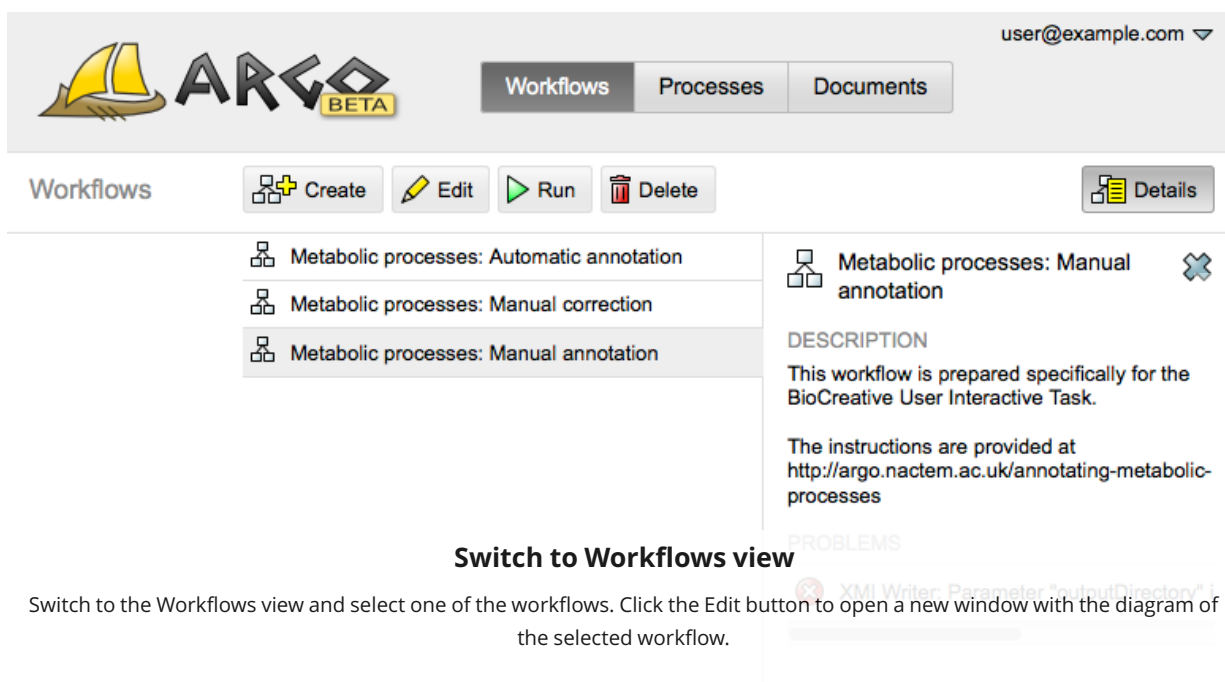 user@example.com
ARGO
BETA
Workflows Processes Documents
Workflows
Create Edit Run Delete Details
Metabolic processes: Automatic annotation
Metabolic processes: Manual correction
Metabolic processes: Manual annotation
Metabolic processes: Manual
annotation
DESCRIPTION
This workflow is prepared specifically for the
BioCreative User Interactive Task.
The instructions are provided at
http://argo.nactem.ac.uk/annotating-metabolic-
processes
PROBLEMS
XMI Writer: Parameter "outputDirectory" i
Switch to Workflows view
Switch to the Workflows view and select one of the workflows. Click the Edit button to open a new window with the diagram of
the selected workflow.